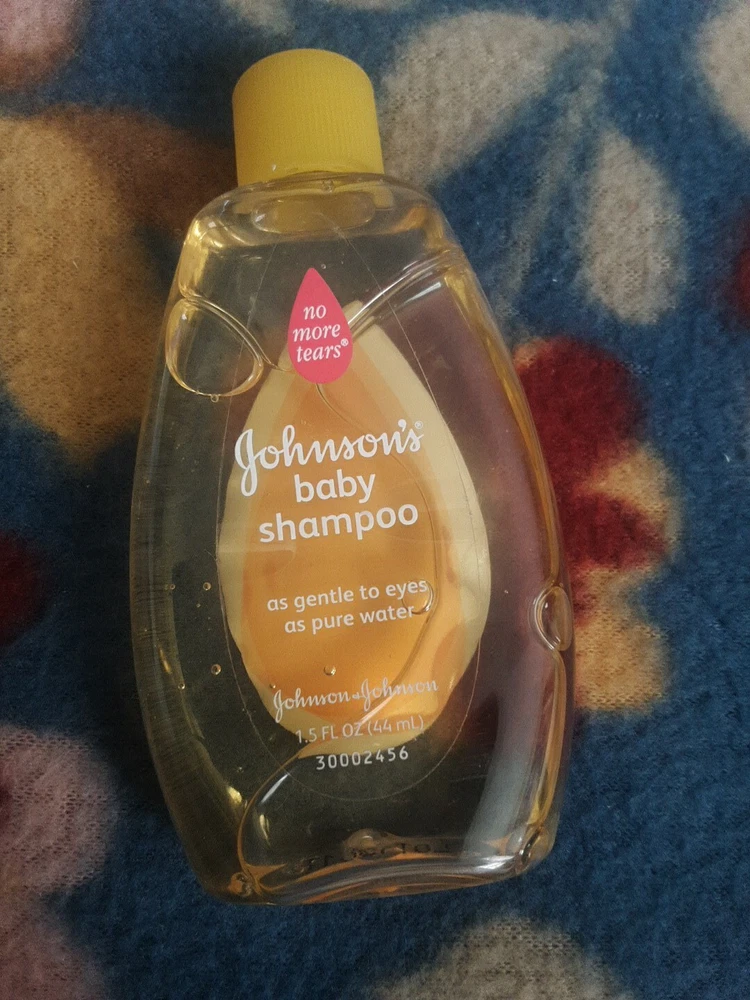 no
more
tears®
Johnson's®
baby
shampoo
as gentle to eyes
as pure water
Johnson & Johnson
1.5 FL OZ (44 mL)
30002456